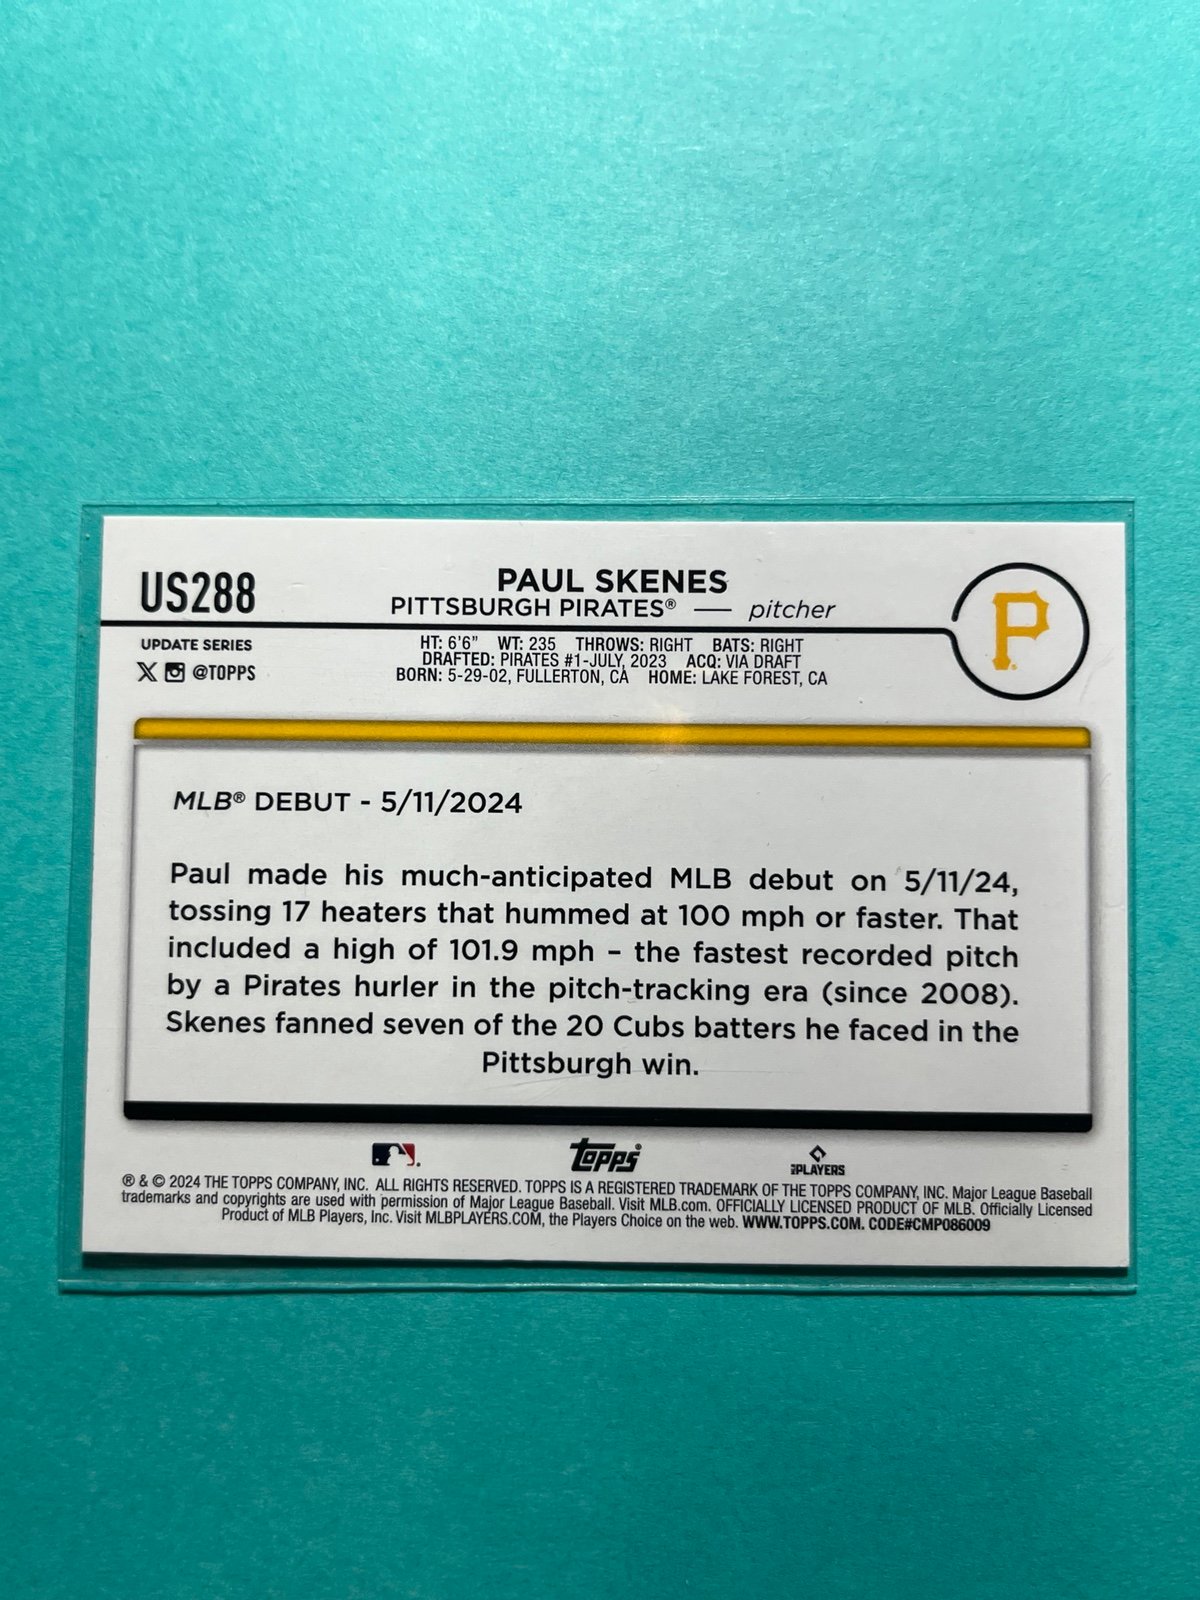 US288
UPDATE SERIES
@TOPPS
PAUL SKENES
PITTSBURGH PIRATES® — pitcher
HT: 6'6" WT: 235 THROWS: RIGHT BATS: RIGHT
DRAFTED: PIRATES #1-JULY, 2023 ACQ: VIA DRAFT
BORN: 5-29-02, FULLERTON, CA HOME: LAKE FOREST, CA
P
MLB® DEBUT - 5/11/2024
Paul made his much-anticipated MLB debut on 5/11/24,
tossing 17 heaters that hummed at 100 mph or faster. That
included a high of 101.9 mph – the fastest recorded pitch
by a Pirates hurler in the pitch-tracking era (since 2008).
Skenes fanned seven of the 20 Cubs batters he faced in the
Pittsburgh win.
topps®
PLAYERS
® & © 2024 THE TOPPS COMPANY, INC. ALL RIGHTS RESERVED. TOPPS IS A REGISTERED TRADEMARK OF THE TOPPS COMPANY, INC. Major League Baseball
trademarks and copyrights are used with permission of Major League Baseball. Visit MLB.com. OFFICIALLY LICENSED PRODUCT OF MLB. Officially Licensed
Product of MLB Players, Inc. Visit MLBPLAYERS.COM, the Players Choice on the web. WWW.TOPPS.COM. CODE#CMP086009